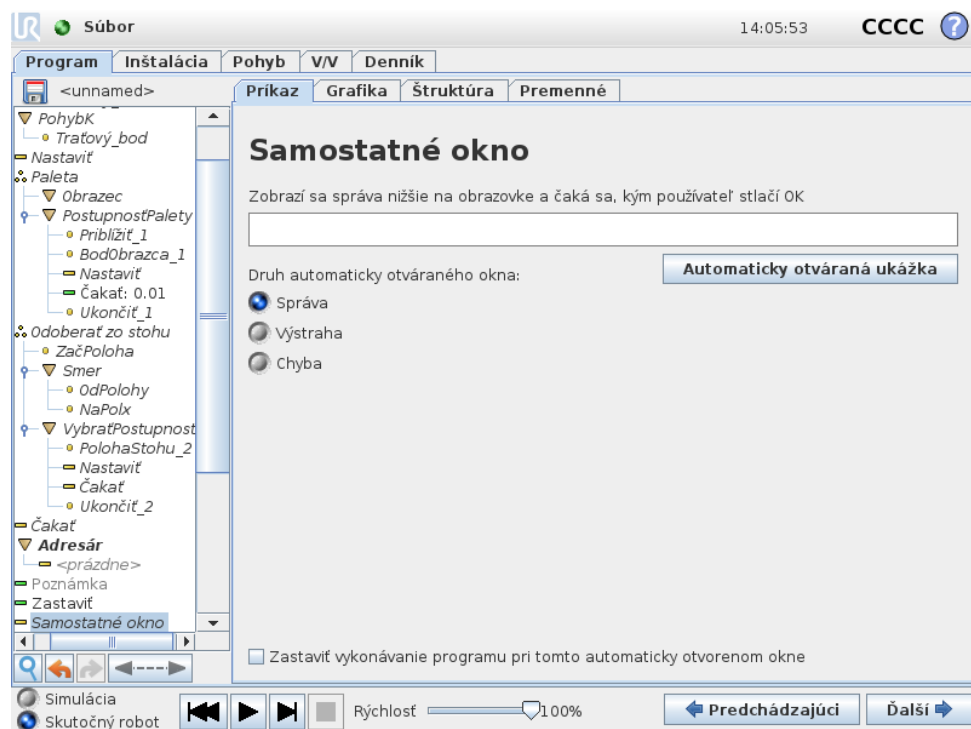 UR Súbor 14:05:53 CCCC ?
Program Inštalácia Pohyb V/V Denník
<unnamed> Príkaz Grafika Štruktúra Premenné
PohybK
Traťový_bod
Nastaviť
Paleta
Obrazec
PostupnosťPalety
Priblížiť_1
BodObrazca_1
Nastaviť
Čakať: 0.01
Ukončiť_1
Odoberať zo stohu
ZačPoloha
Smer
OdPolohy
NaPolx
VybraťPostupnost
PolohaStohu_2
Nastaviť
Čakať
Ukončiť_2
Čakať
Adresár
<prázdne>
Poznámka
Zastaviť
Samostatné okno
Samostatné okno
Zobrazí sa správa nižšie na obrazovke a čaká sa, kým používateľ stlačí OK
Druh automaticky otváraného okna:
Automaticky otváraná ukážka
Správa
Výstraha
Chyba
Zastaviť vykonávanie programu pri tomto automaticky otvorenom okne
Simulácia
Skutočný robot
Rýchlosť 100%
Predchádzajúci
Ďalší